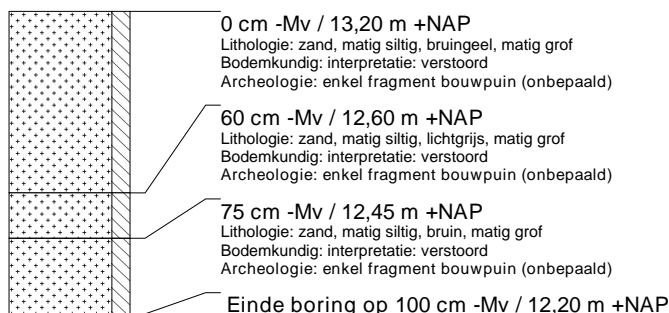 0 cm -Mv / 13,20 m +NAP
Lithologie: zand, matig siltig, bruingeel, matig grof
Bodemkundig: interpretatie: verstoord
Archeologie: enkel fragment bouwpuin (onbepaald)
60 cm -Mv / 12,60 m +NAP
Lithologie: zand, matig siltig, lichtgrijs, matig grof
Bodemkundig: interpretatie: verstoord
Archeologie: enkel fragment bouwpuin (onbepaald)
75 cm -Mv / 12,45 m +NAP
Lithologie: zand, matig siltig, bruin, matig grof
Bodemkundig: interpretatie: verstoord
Archeologie: enkel fragment bouwpuin (onbepaald)
Einde boring op 100 cm -Mv / 12,20 m +NAP